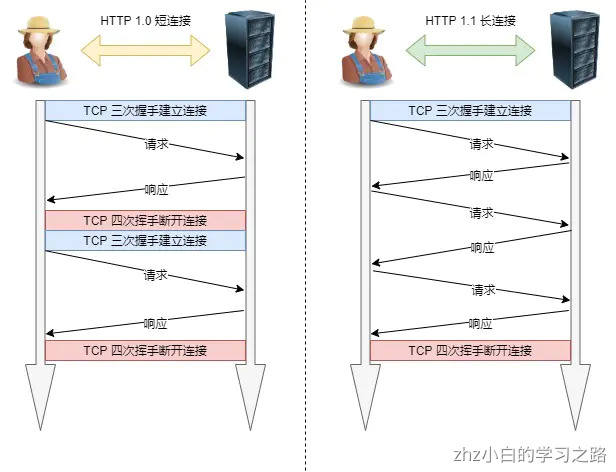 HTTP 1.0 短连接
TCP 三次握手建立连接
请求
响应
TCP 四次挥手断开连接
TCP 三次握手建立连接
请求
响应
TCP 四次挥手断开连接
HTTP 1.1 长连接
TCP 三次握手建立连接
请求
响应
请求
响应
请求
响应
TCP 四次挥手断开连接
zhz小白的学习之路